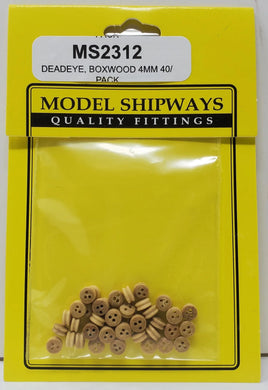 MS2312
DEADEYE, BOXWOOD 4MM 40/
PACK
MODEL SHIPWAYS
QUALITY FITTINGS